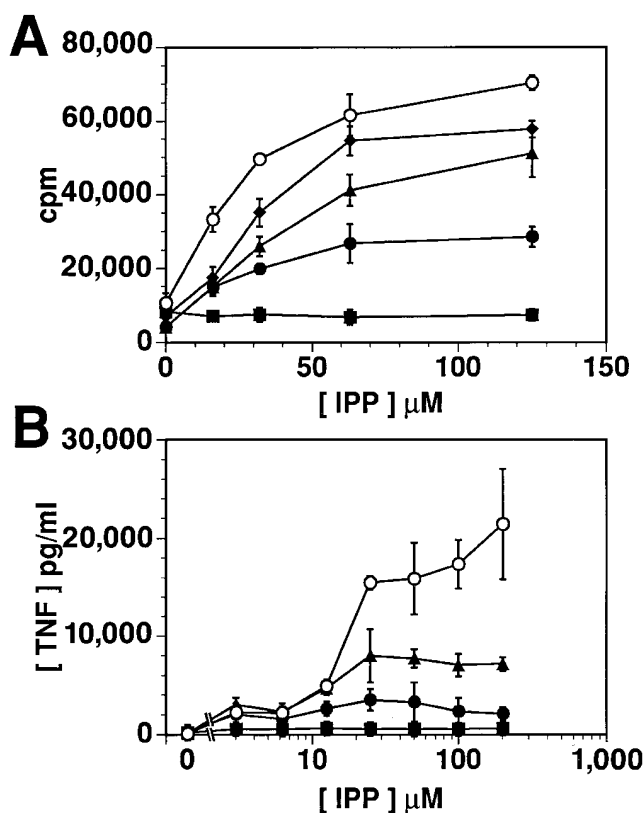 A
80,000
60,000
40,000
20,000
0
cpm
0 50 100 150
[ IPP ] μM
B
30,000
20,000
10,000
0
[ TNF ] pg/ml
0 10 100 1,000
[ IPP ] μM